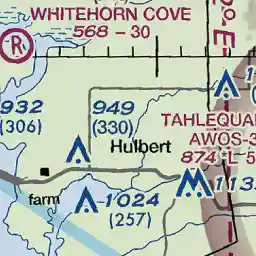 WHITEHORN COVE
568 - 30
R
932
(306)
949
(330)
TAHLEQUA
AWOS-3
874 L 5
Hulbert
113
farm
1024
(257)